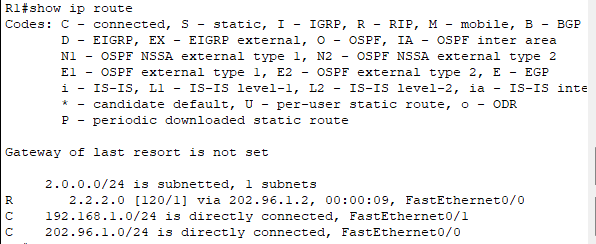 R1#show ip route
Codes: C - connected, S - static, I - IGRP, R - RIP, M - mobile, B - BGP
       D - EIGRP, EX - EIGRP external, O - OSPF, IA - OSPF inter area
       N1 - OSPF NSSA external type 1, N2 - OSPF NSSA external type 2
       E1 - OSPF external type 1, E2 - OSPF external type 2, E - EGP
       i - IS-IS, L1 - IS-IS level-1, L2 - IS-IS level-2, ia - IS-IS inte
       * - candidate default, U - per-user static route, o - ODR
       P - periodic downloaded static route
Gateway of last resort is not set
     2.0.0.0/24 is subnetted, 1 subnets
R       2.2.2.0 [120/1] via 202.96.1.2, 00:00:09, FastEthernet0/0
C    192.168.1.0/24 is directly connected, FastEthernet0/1
C    202.96.1.0/24 is directly connected, FastEthernet0/0